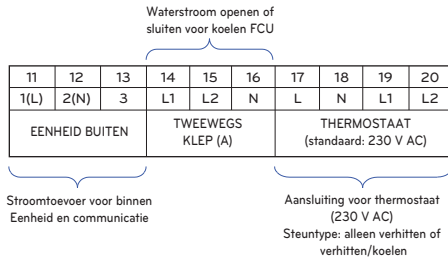 Waterstroom openen of
sluiten voor koelen FCU
11 12 13 14 15 16 17 18 19 20
1(L) 2(N) 3 L1 L2 N L N L1 L2
EENHEID BUITEN
TWEEWEGS
KLEP (A)
THERMOSTAAT
(standaard: 230 V AC)
Stroomtoevoer voor binnen
Eenheid en communicatie
Aansluiting voor thermostaat
(230 V AC)
Steuntype: alleen verhitten of
verhitten/koelen